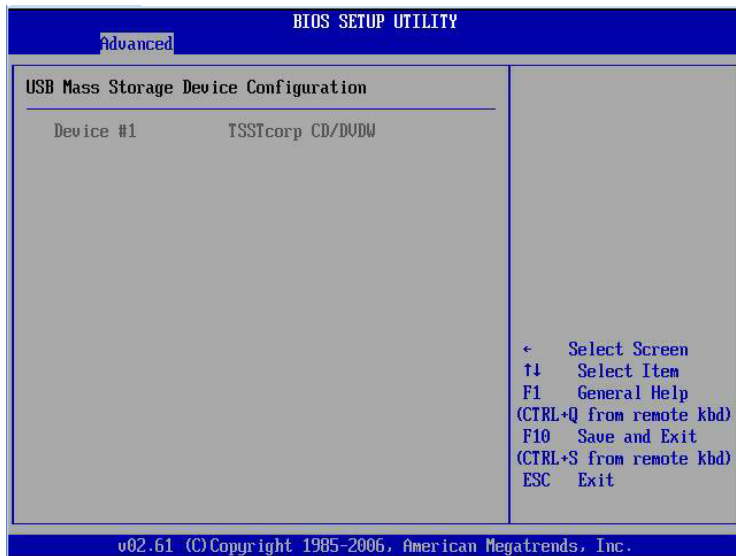 BIOS SETUP UTILITY
Advanced
USB Mass Storage Device Configuration
Device #1 TSSTcorp CD/DVDW
← Select Screen
↑↓ Select Item
F1 General Help
(CTRL+Q from remote kbd)
F10 Save and Exit
(CTRL+S from remote kbd)
ESC Exit
v02.61 (C)Copyright 1985-2006, American Megatrends, Inc.